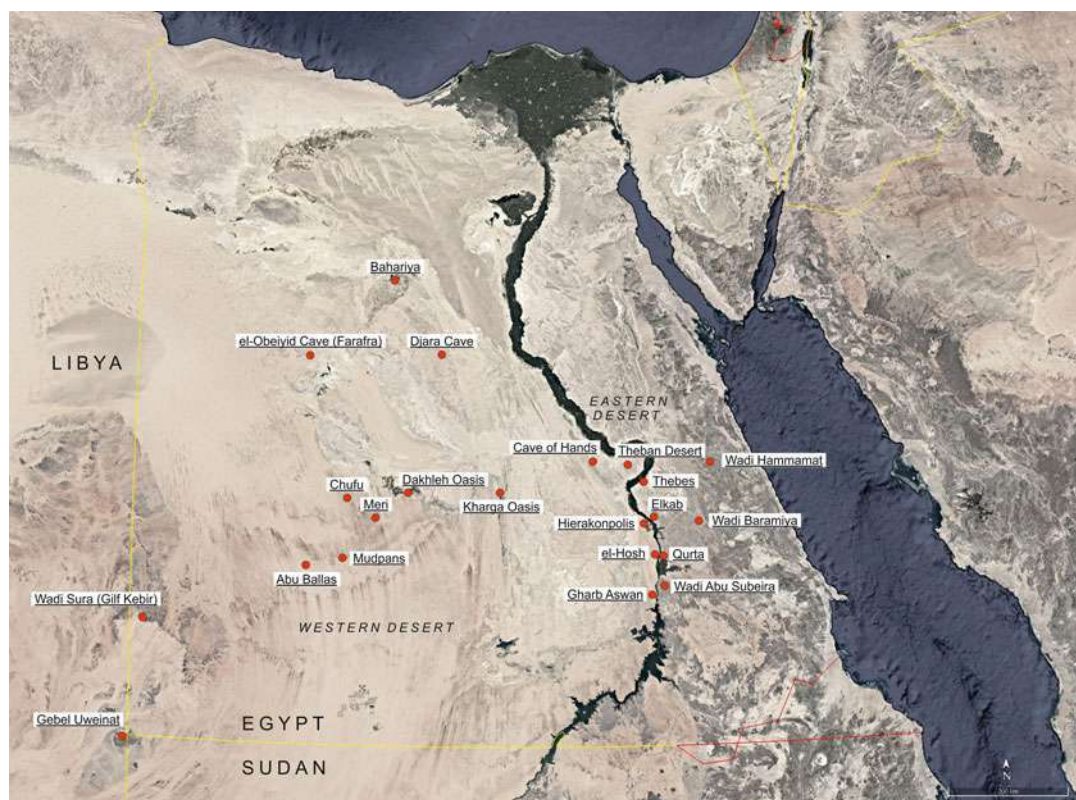 Bahariya
el-Obeiyid Cave (Farafra)
Djara Cave
LIBYA
EASTERN
DESERT
Cave of Hands
Theban Desert
Wadi Hammamat
Thebes
Chufu
Dakhleh Oasis
Meri
Kharga Oasis
Elkab
Hierakonpolis
Wadi Baramiya
el-Hosh
Qurta
Mudpans
Abu Ballas
Wadi Abu Subeira
Gharb Aswan
Wadi Sura (Gilf Kebir)
WESTERN DESERT
Gebel Uweinat
EGYPT
SUDAN
N